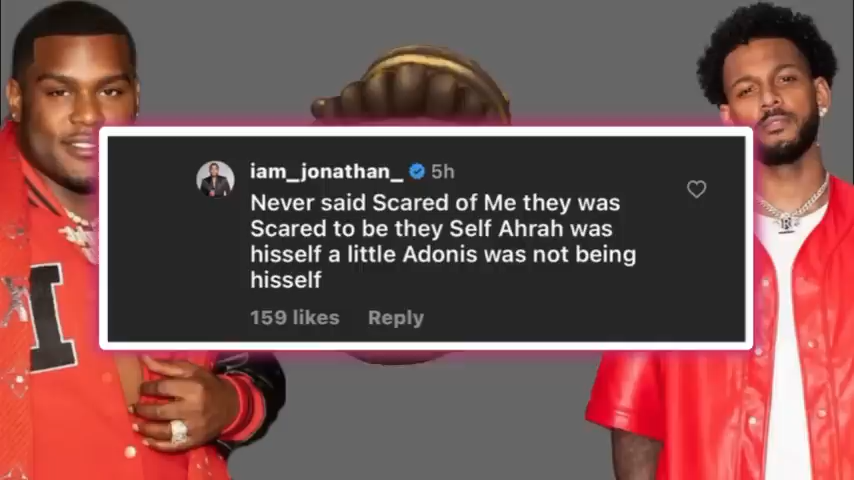 iam_jonathan_ 5h
Never said Scared of Me they was
Scared to be they Self Ahrah was
hisself a little Adonis was not being
hisself
159 likes Reply
I
R